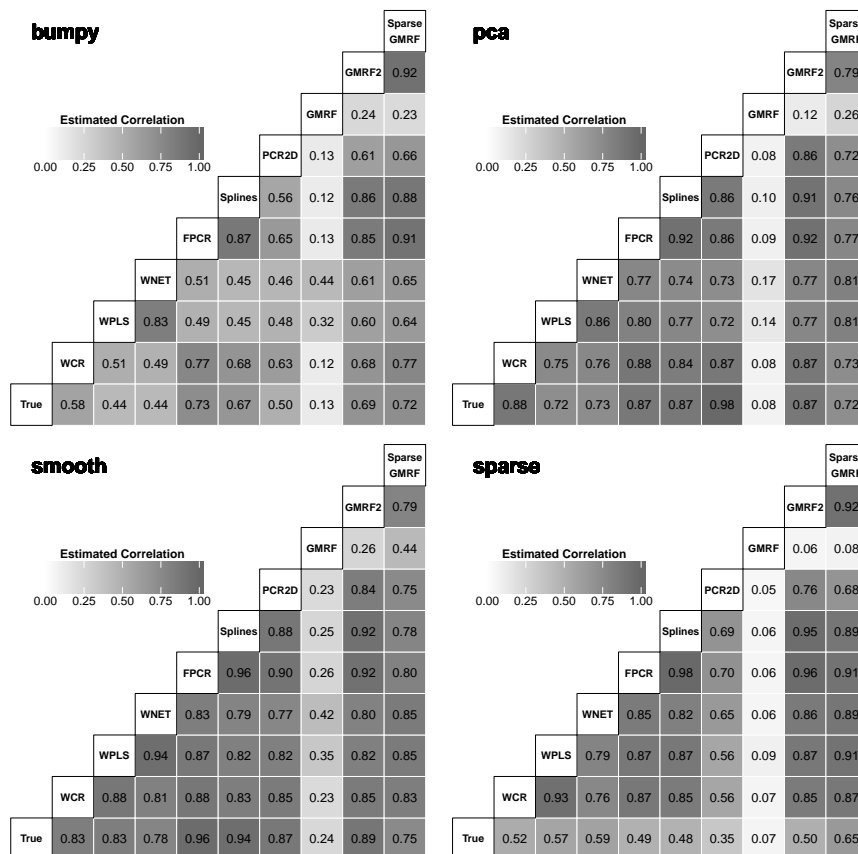 bumpy
Sparse
GMRF
GMRF2 0.92
Estimated Correlation
0.00 0.25 0.50 0.75 1.00
GMRF 0.24 0.23
PCR2D 0.13 0.61 0.66
Splines 0.56 0.12 0.86 0.88
FPCR 0.87 0.65 0.13 0.85 0.91
WNET 0.51 0.45 0.46 0.44 0.61 0.65
WPLS 0.83 0.49 0.45 0.48 0.32 0.60 0.64
WCR 0.51 0.49 0.77 0.68 0.63 0.12 0.68 0.77
True 0.58 0.44 0.44 0.73 0.67 0.50 0.13 0.69 0.72
pca
Sparse
GMRF
GMRF2 0.79
Estimated Correlation
0.00 0.25 0.50 0.75 1.00
GMRF 0.12 0.26
PCR2D 0.08 0.86 0.72
Splines 0.86 0.10 0.91 0.76
FPCR 0.92 0.86 0.09 0.92 0.77
WNET 0.77 0.74 0.73 0.17 0.77 0.81
WPLS 0.86 0.80 0.77 0.72 0.14 0.77 0.81
WCR 0.75 0.76 0.88 0.84 0.87 0.08 0.87 0.73
True 0.88 0.72 0.73 0.87 0.87 0.98 0.08 0.87 0.72
smooth
Sparse
GMRF
GMRF2 0.79
Estimated Correlation
0.00 0.25 0.50 0.75 1.00
GMRF 0.26 0.44
PCR2D 0.23 0.84 0.75
Splines 0.88 0.25 0.92 0.78
FPCR 0.96 0.90 0.26 0.92 0.80
WNET 0.83 0.79 0.77 0.42 0.80 0.85
WPLS 0.94 0.87 0.82 0.82 0.35 0.82 0.85
WCR 0.88 0.81 0.88 0.83 0.85 0.23 0.85 0.83
True 0.83 0.83 0.78 0.96 0.94 0.87 0.24 0.89 0.75
sparse
Sparse
GMRF
GMRF2 0.92
Estimated Correlation
0.00 0.25 0.50 0.75 1.00
GMRF 0.06 0.08
PCR2D 0.05 0.76 0.68
Splines 0.69 0.06 0.95 0.89
FPCR 0.98 0.70 0.06 0.96 0.91
WNET 0.85 0.82 0.65 0.06 0.86 0.89
WPLS 0.79 0.87 0.87 0.56 0.09 0.87 0.91
WCR 0.93 0.76 0.87 0.85 0.56 0.07 0.85 0.87
True 0.52 0.57 0.59 0.49 0.48 0.35 0.07 0.50 0.65